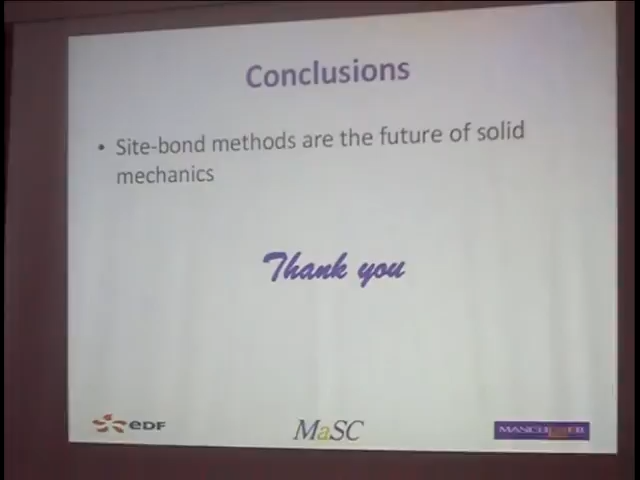 Conclusions
• Site-bond methods are the future of solid
mechanics
Thank you
eDF
MaSC